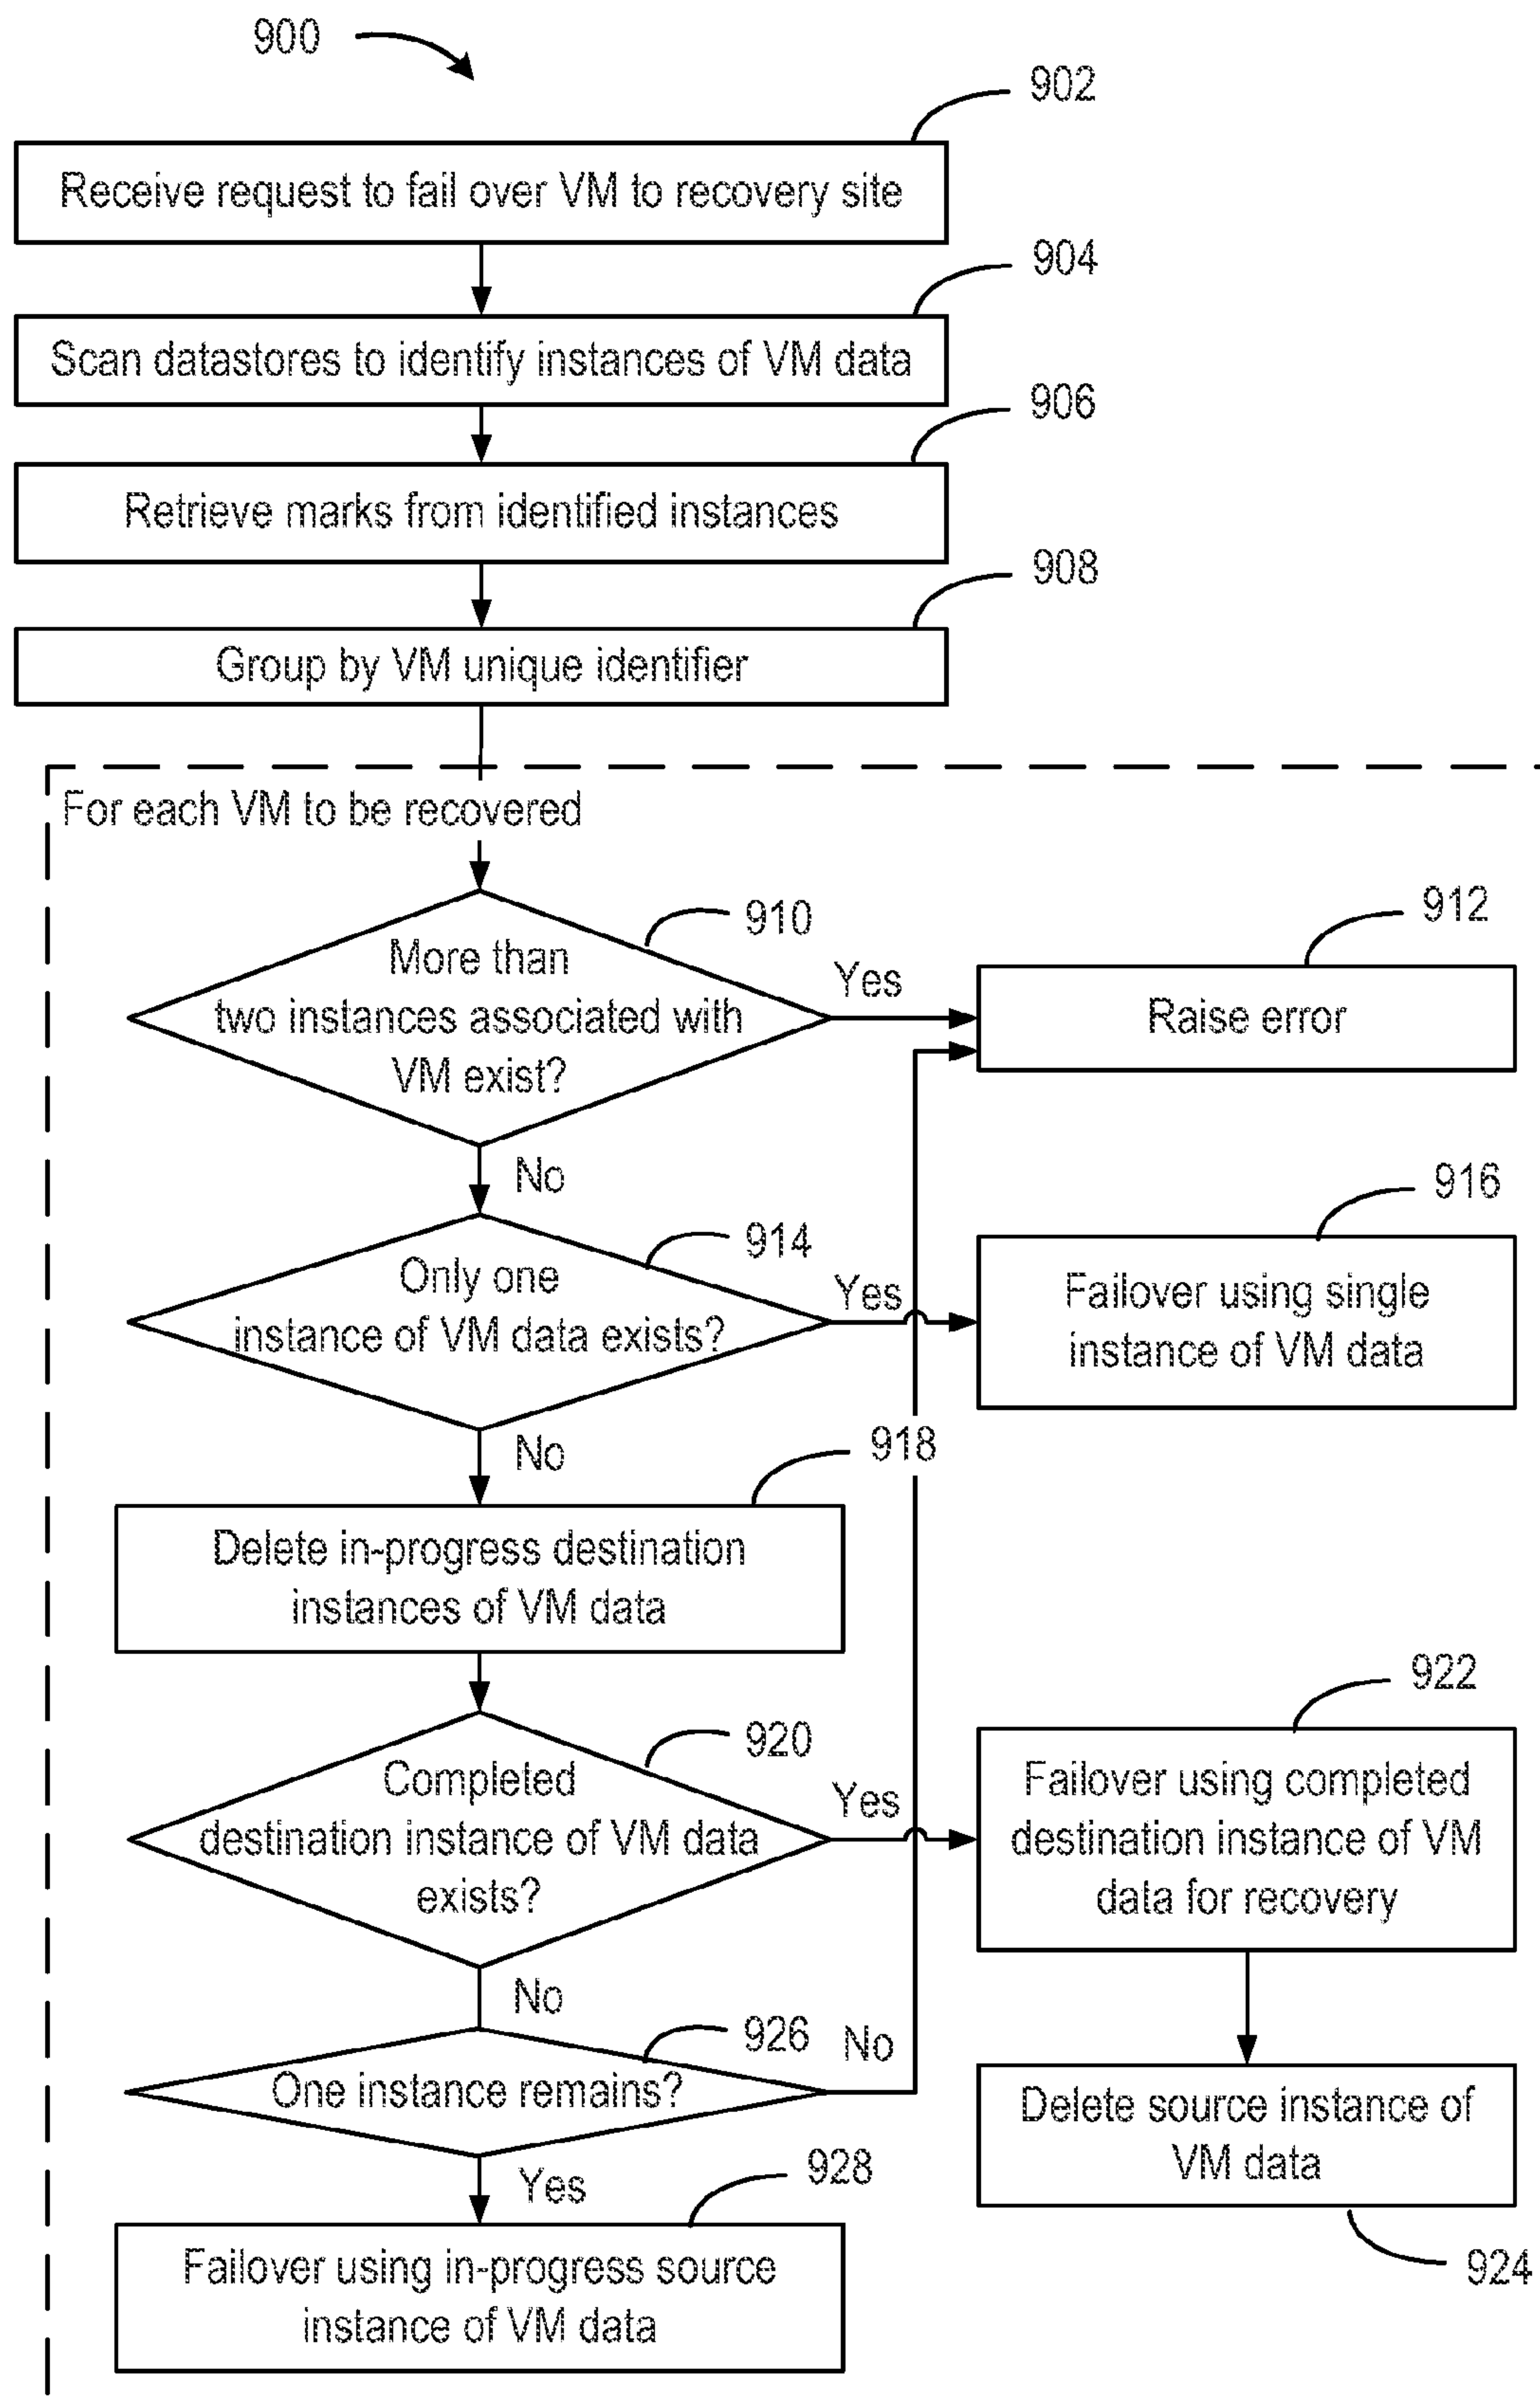 900
902
Receive request to fail over VM to recovery site
904
Scan datastores to identify instances of VM data
906
Retrieve marks from identified instances
908
Group by VM unique identifier
For each VM to be recovered
910
More than
two instances associated with
VM exist?
Yes
912
Raise error
No
914
Only one
instance of VM data exists?
Yes
916
Failover using single
instance of VM data
No
918
Delete in-progress destination
instances of VM data
920
Completed
destination instance of VM data
exists?
Yes
922
Failover using completed
destination instance of VM
data for recovery
No
926
One instance remains?
No
924
Delete source instance of
VM data
Yes
928
Failover using in-progress source
instance of VM data